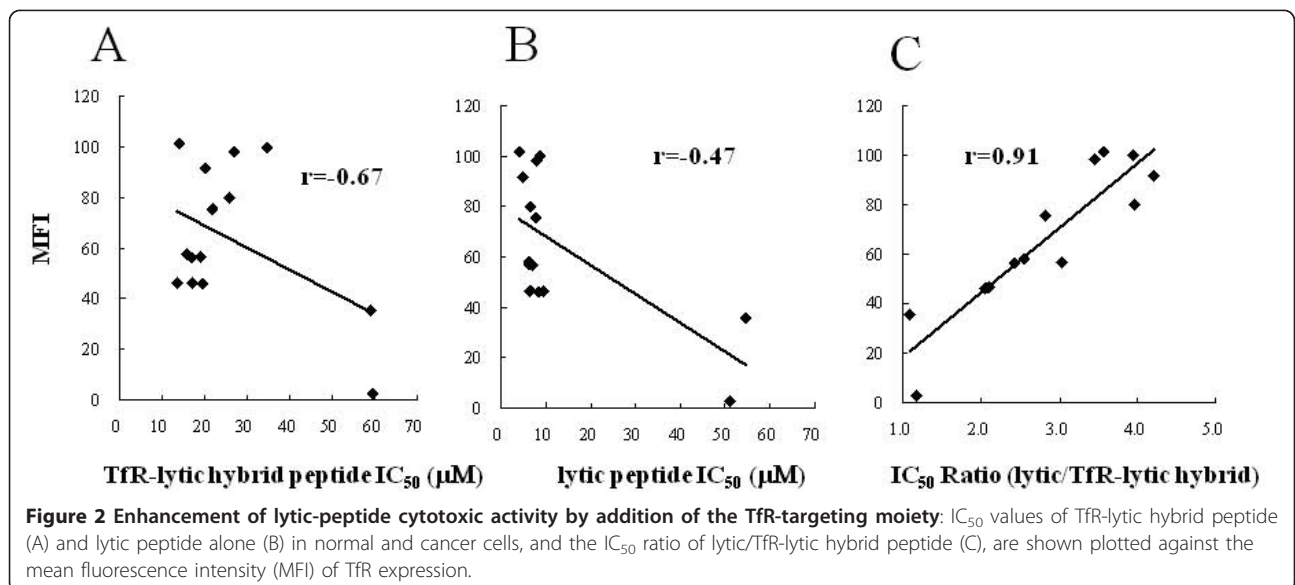 A
B
C
120
100
80
60
40
20
0
MFI
r=-0.67
0 10 20 30 40 50 60 70
TfR-lytic hybrid peptide IC₅₀ (μM)
120
100
80
60
40
20
0
r=-0.47
0 10 20 30 40 50 60 70
lytic peptide IC₅₀ (μM)
120
100
80
60
40
20
0
r=0.91
1.0 2.0 3.0 4.0 5.0
IC₅₀ Ratio (lytic/TfR-lytic hybrid)
Figure 2 Enhancement of lytic-peptide cytotoxic activity by addition of the TfR-targeting moiety: IC₅₀ values of TfR-lytic hybrid peptide
(A) and lytic peptide alone (B) in normal and cancer cells, and the IC₅₀ ratio of lytic/TfR-lytic hybrid peptide (C), are shown plotted against the
mean fluorescence intensity (MFI) of TfR expression.